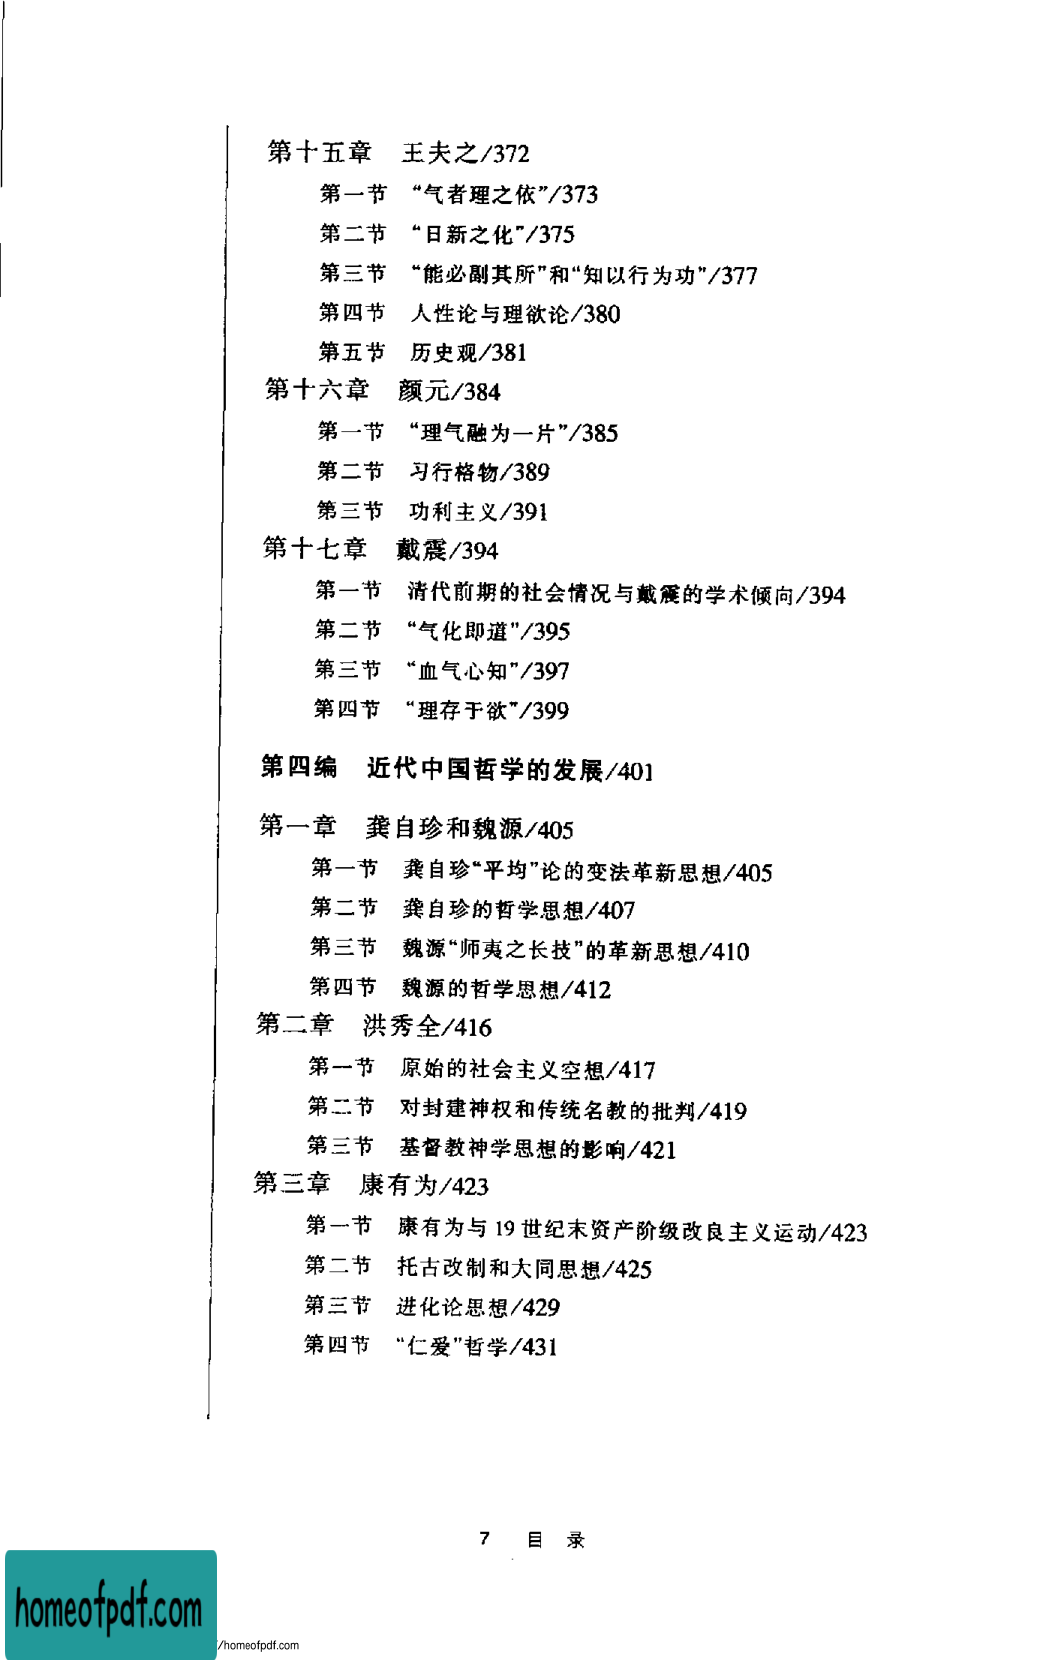 第十五章 王夫之/372
第一节 “气者理之依”/373
第二节 “日新之化”/375
第三节 “能必副其所”和“知以行为功”/377
第四节 人性论与理欲论/380
第五节 历史观/381
第十六章 颜元/384
第一节 “理气融为一片”/385
第二节 习行格物/389
第三节 功利主义/391
第十七章 戴震/394
第一节 清代前期的社会情况与戴震的学术倾向/394
第二节 “气化即道”/395
第三节 “血气心知”/397
第四节 “理存于欲”/399
第四编 近代中国哲学的发展/401
第一章 龚自珍和魏源/405
第一节 龚自珍“平均”论的变法革新思想/405
第二节 龚自珍的哲学思想/407
第三节 魏源“师夷之长技”的革新思想/410
第四节 魏源的哲学思想/412
第二章 洪秀全/416
第一节 原始的社会主义空想/417
第二节 对封建神权和传统名教的批判/419
第三节 基督教神学思想的影响/421
第三章 康有为/423
第一节 康有为与19世纪末资产阶级改良主义运动/423
第二节 托古改制和大同思想/425
第三节 进化论思想/429
第四节 “仁爱”哲学/431
7 目 录
homeofpdf.com
/homeofpdf.com